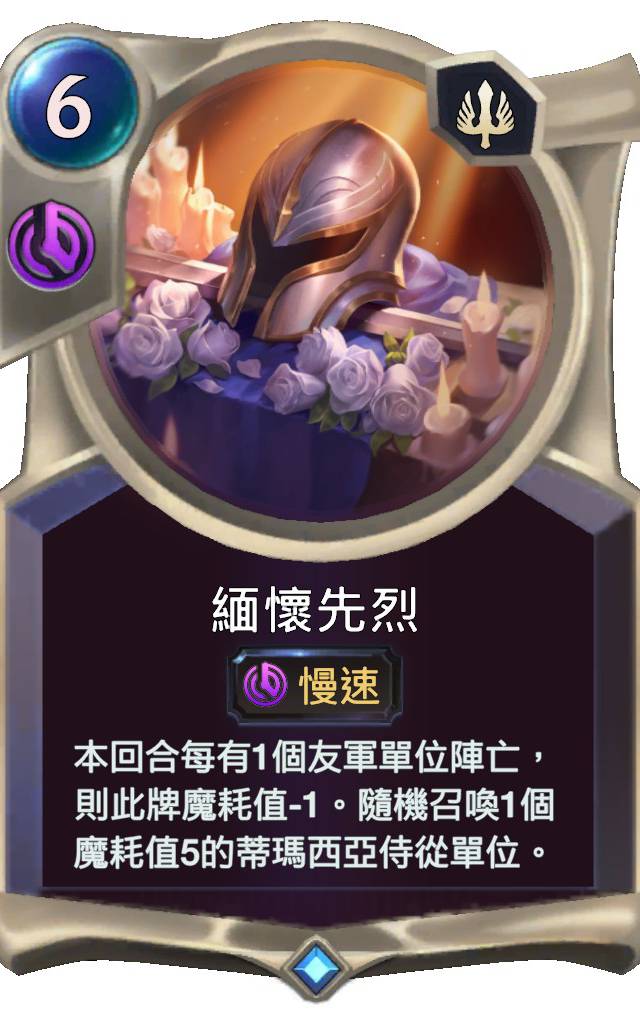 6
緬懷先烈
慢速
本回合每有1個友軍單位陣亡，
則此牌魔耗值-1。隨機召喚1個
魔耗值5的蒂瑪西亞侍從單位。